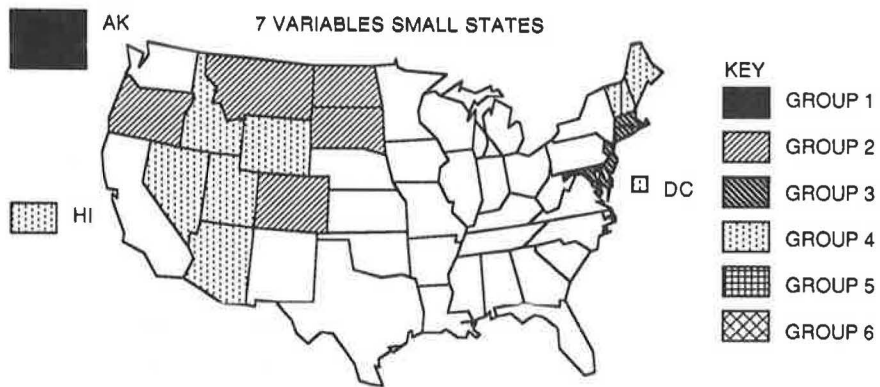 AK
7 VARIABLES SMALL STATES
HI
DC
KEY
GROUP 1
GROUP 2
GROUP 3
GROUP 4
GROUP 5
GROUP 6